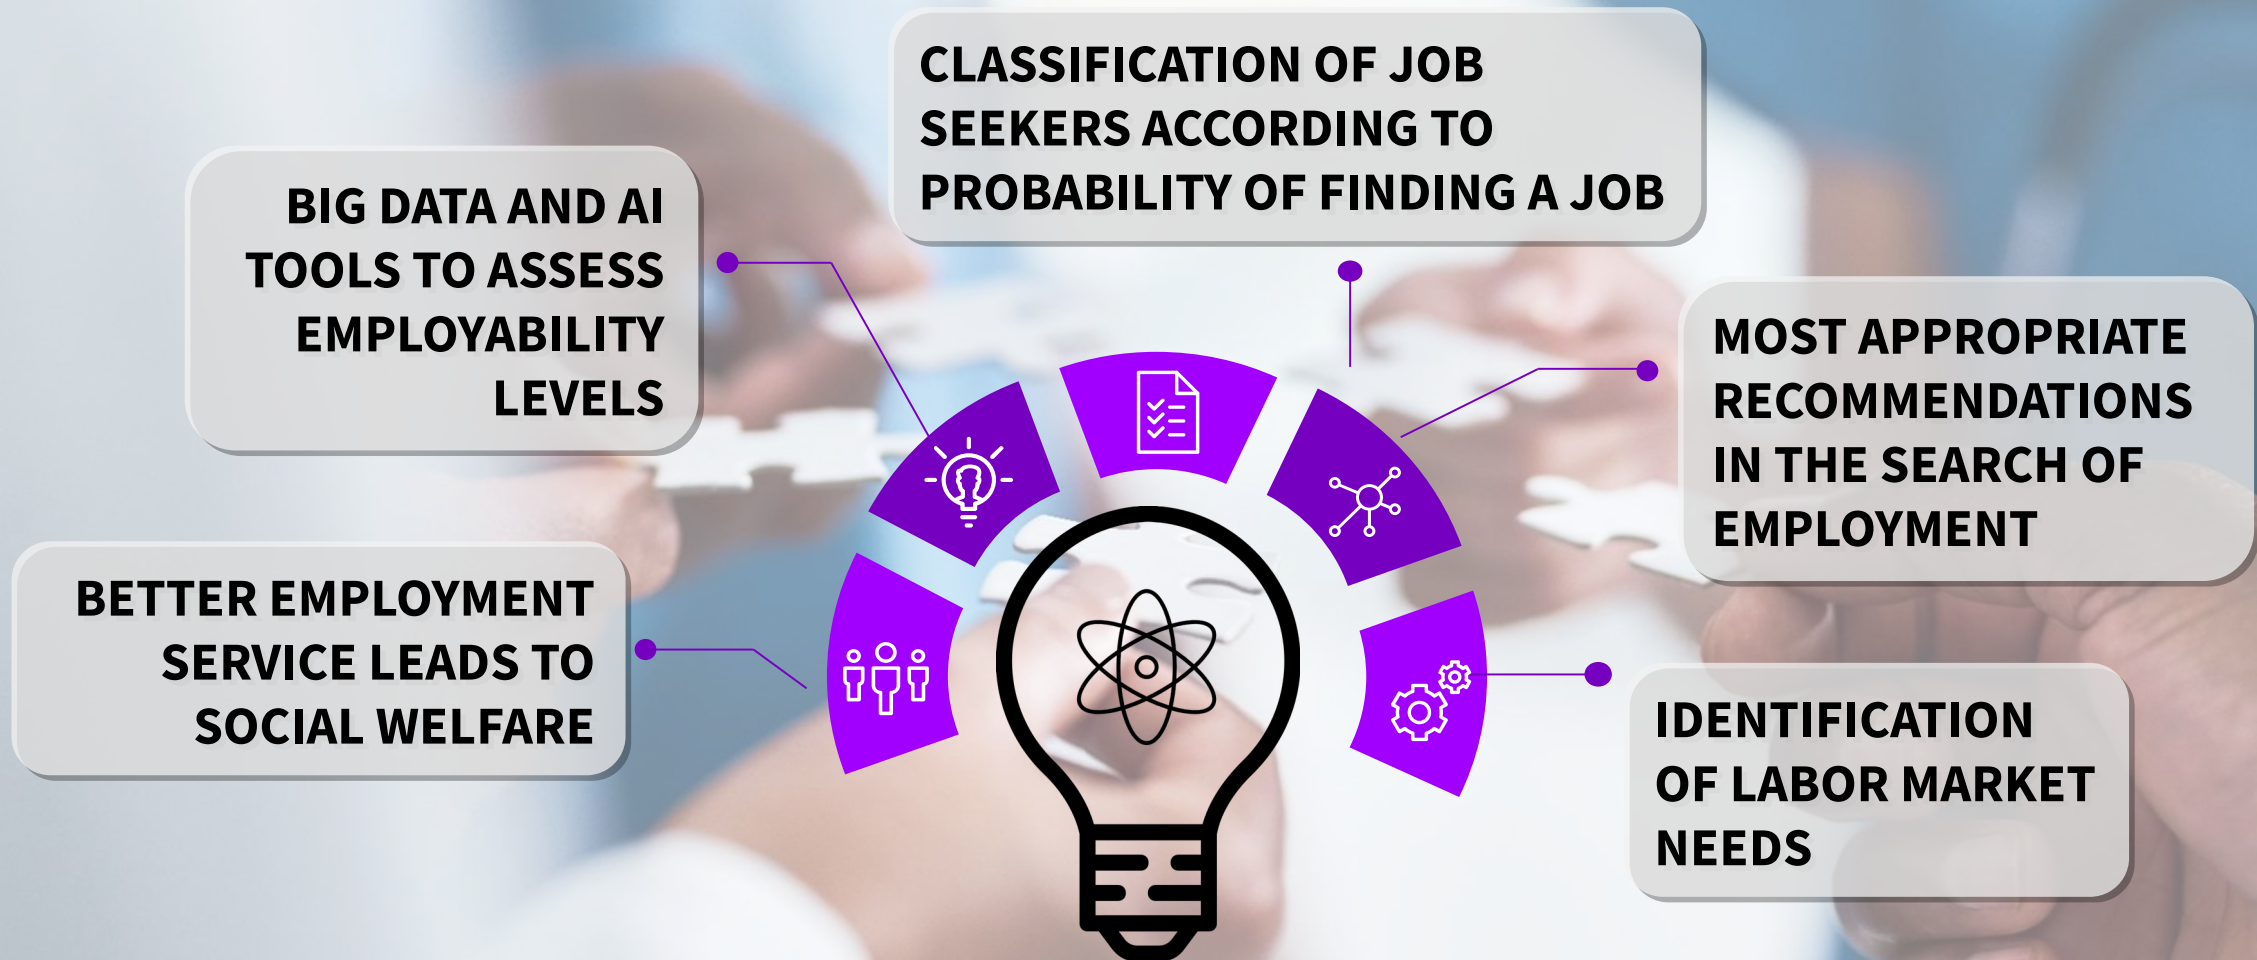 CLASSIFICATION OF JOB
SEEKERS ACCORDING TO
PROBABILITY OF FINDING A JOB
BIG DATA AND AI
TOOLS TO ASSESS
EMPLOYABILITY
LEVELS
MOST APPROPRIATE
RECOMMENDATIONS
IN THE SEARCH OF
EMPLOYMENT
BETTER EMPLOYMENT
SERVICE LEADS TO
SOCIAL WELFARE
IDENTIFICATION
OF LABOR MARKET
NEEDS